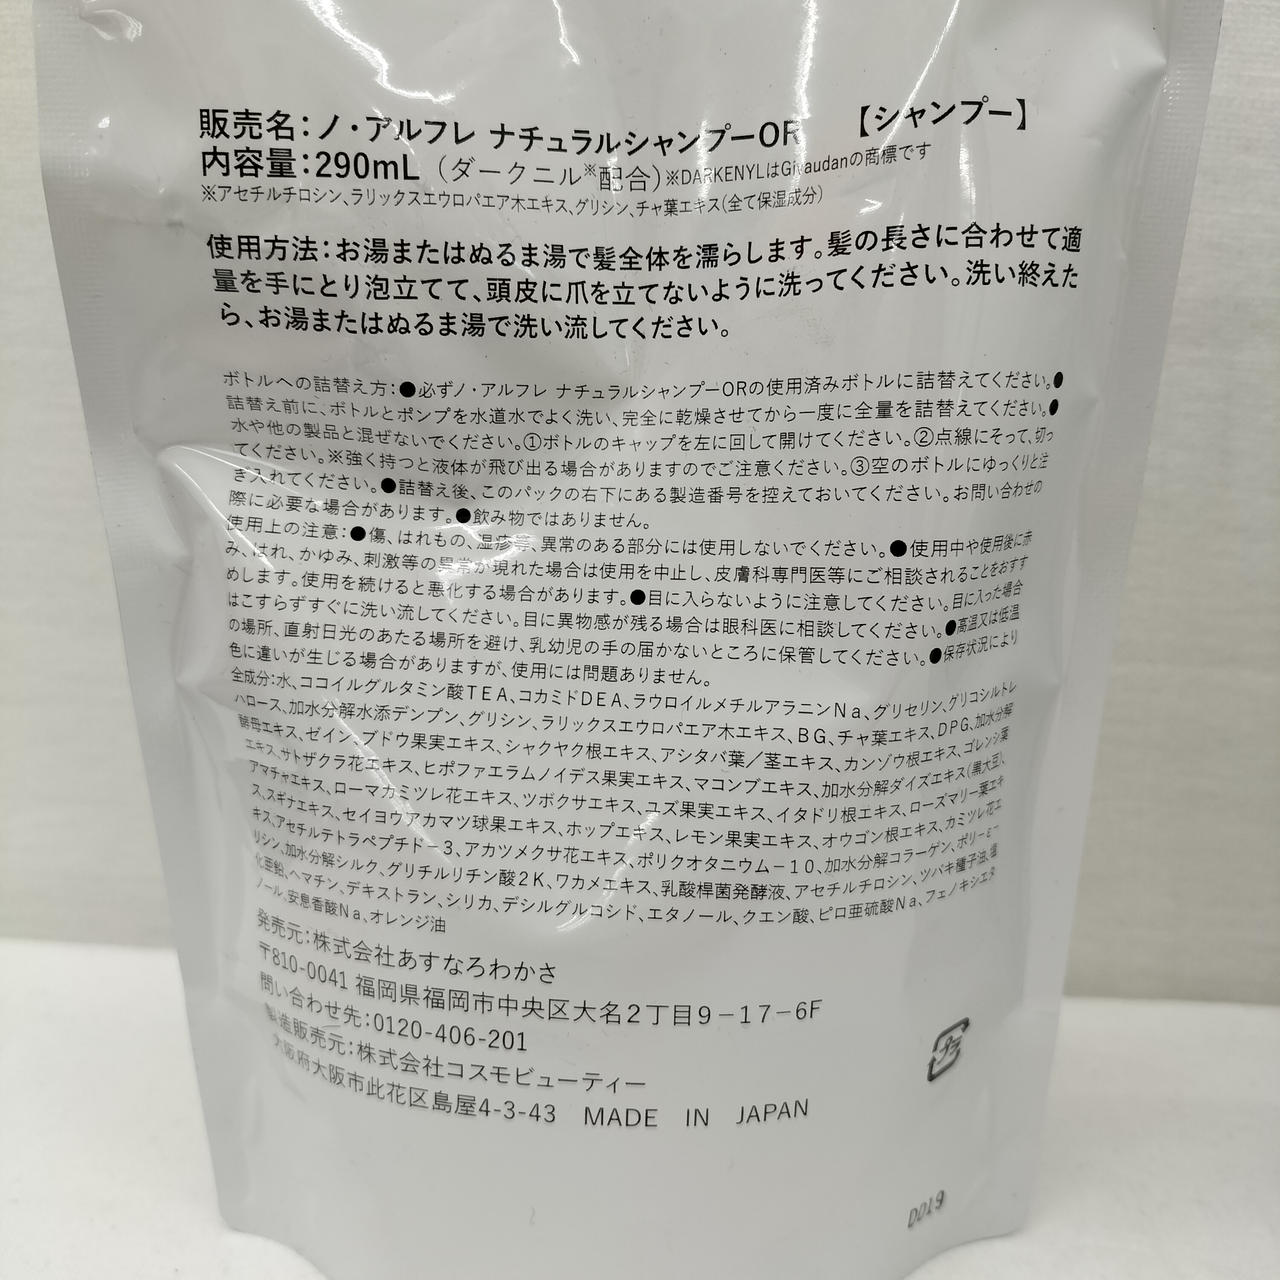 販売名：ノ・アルフレ ナチュラルシャンプーOR 【シャンプー】
内容量：290mL（ダークニル※配合）※DARKENYLはGivaudanの商標です
※アセチルチロシン、ラリックスエウロパエア木エキス、グリシン、チャ葉エキス（全て保湿成分）
使用方法：お湯またはぬるま湯で髪全体を濡らします。髪の長さに合わせて適
量を手にとり泡立てて、頭皮に爪を立てないように洗ってください。洗い終えた
ら、お湯またはぬるま湯で洗い流してください。
ボトルへの詰替え方：●必ずノ・アルフレ ナチュラルシャンプーORの使用済みボトルに詰替えてください。●
詰替え前に、ボトルとポンプを水道水でよく洗い、完全に乾燥させてから一度に全量を詰替えてください。●
水や他の製品と混ぜないでください。①ボトルのキャップを左に回して開けてください。②点線にそって、切っ
てください。※強く持つと液体が飛び出る場合がありますのでご注意ください。③空のボトルにゆっくりと注
ぎ入れてください。●詰替え後、このパックの右下にある製造番号を控えておいてください。お問い合わせの
際に必要な場合があります。●飲み物ではありません。
使用上の注意：●傷、はれもの、湿疹等、異常のある部分には使用しないでください。●使用中や使用後に赤
み、はれ、かゆみ、刺激等の異常が現れた場合は使用を中止し、皮膚科専門医等にご相談されることをおすす
めします。使用を続けると悪化する場合があります。●目に入らないように注意してください。目に入った場合
はこすらずすぐに洗い流してください。目に異物感が残る場合は眼科医に相談してください。●高温又は低温
の場所、直射日光のあたる場所を避け、乳幼児の手の届かないところに保管してください。●保存状況により
色に違いが生じる場合がありますが、使用には問題ありません。
全成分：水、ココイルグルタミン酸TEA、コカミドDEA、ラウロイルメチルアラニンNa、グリセリン、グリコシルトレ
ハロース、加水分解水添デンプン、グリシン、ラリックスエウロパエア木エキス、BG、チャ葉エキス、DPG、加水分解
酵母エキス、ゼイン、ブドウ果実エキス、シャクヤク根エキス、アシタバ葉／茎エキス、カンゾウ根エキス、ゴレンシ葉
エキス、サトザクラ花エキス、ヒポファエラムノイデス果実エキス、マコンブエキス、加水分解ダイズエキス（黒大豆）、
アマチャエキス、ローマカミツレ花エキス、ツボクサエキス、ユズ果実エキス、イタドリ根エキス、ローズマリー葉エキ
ス、スギナエキス、セイヨウアカマツ球果エキス、ホップエキス、レモン果実エキス、オウゴン根エキス、カミツレ花エ
キス、アセチルテトラペプチド－3、アカツメクサ花エキス、ポリクオタニウム－10、加水分解コラーゲン、ポリ－ε－
リシン、加水分解シルク、グリチルリチン酸2K、ワカメエキス、乳酸桿菌発酵液、アセチルチロシン、ツバキ種子油、塩
化亜鉛、ヘマチン、デキストラン、シリカ、デシルグルコシド、エタノール、クエン酸、ピロ亜硫酸Na、フェノキシエタ
ノール、安息香酸Na、オレンジ油
発売元：株式会社あすなろわかさ
〒810-0041 福岡県福岡市中央区大名2丁目9－17－6F
問い合わせ先：0120-406-201
製造販売元：株式会社コスモビューティー
大阪府大阪市此花区島屋4-3-43 MADE IN JAPAN
プラ
D019